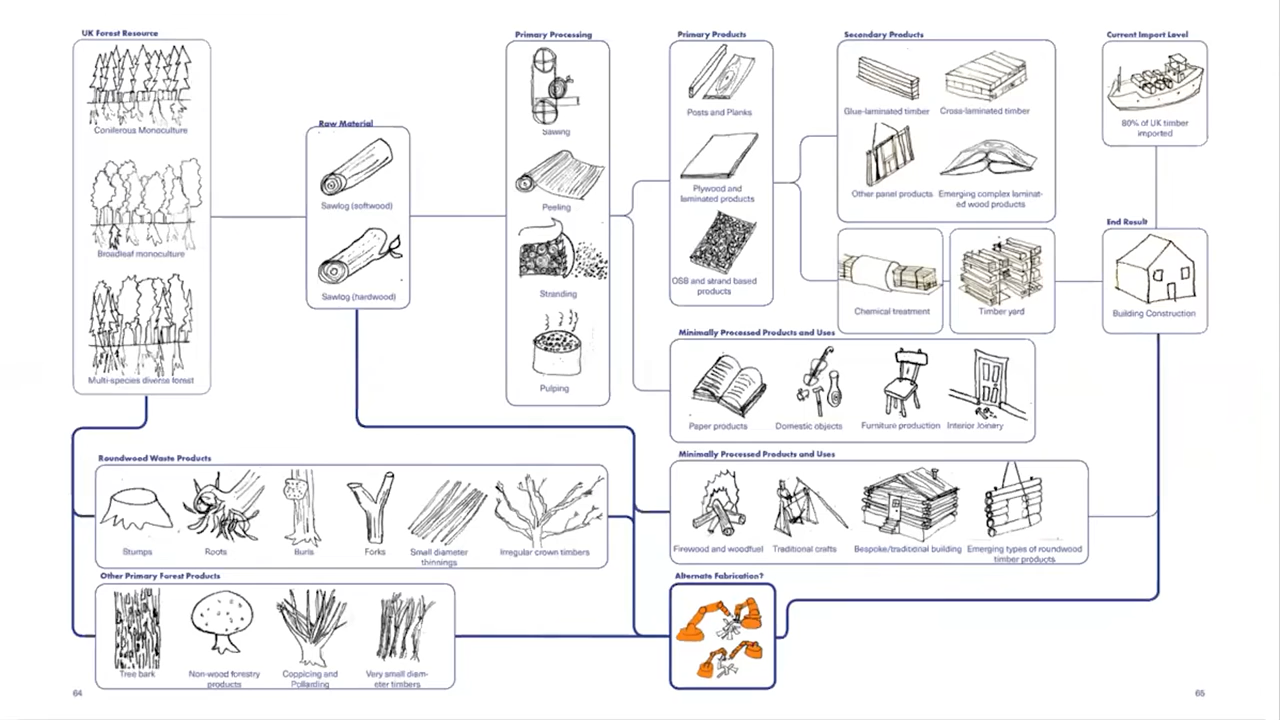 UK Forest Resource
Coniferous Monoculture
Broadleaf monoculture
Multi-species diverse forest
Raw Material
Sawlog (softwood)
Sawlog (hardwood)
Primary Processing
Sawing
Peeling
Stranding
Pulping
Primary Products
Posts and Planks
Plywood and
laminated products
OSB and strand based
products
Secondary Products
Glue-laminated timber
Cross-laminated timber
Other panel products
Emerging complex laminat-
ed wood products
Chemical treatment
Timber yard
Current Import Level
80% of UK timber
imported
End Result
Building Construction
Minimally Processed Products and Uses
Paper products
Domestic objects
Furniture production
Interior Joinery
Roundwood Waste Products
Stumps
Roots
Burls
Forks
Small diameter
thinnings
Irregular crown timbers
Minimally Processed Products and Uses
Firewood and woodfuel
Traditional crafts
Bespoke/traditional building
Emerging types of roundwood
timber products
Other Primary Forest Products
Tree bark
Non-wood forestry
products
Coppicing and
Pollarding
Very small diam-
eter timbers
Alternate Fabrication?
64
65